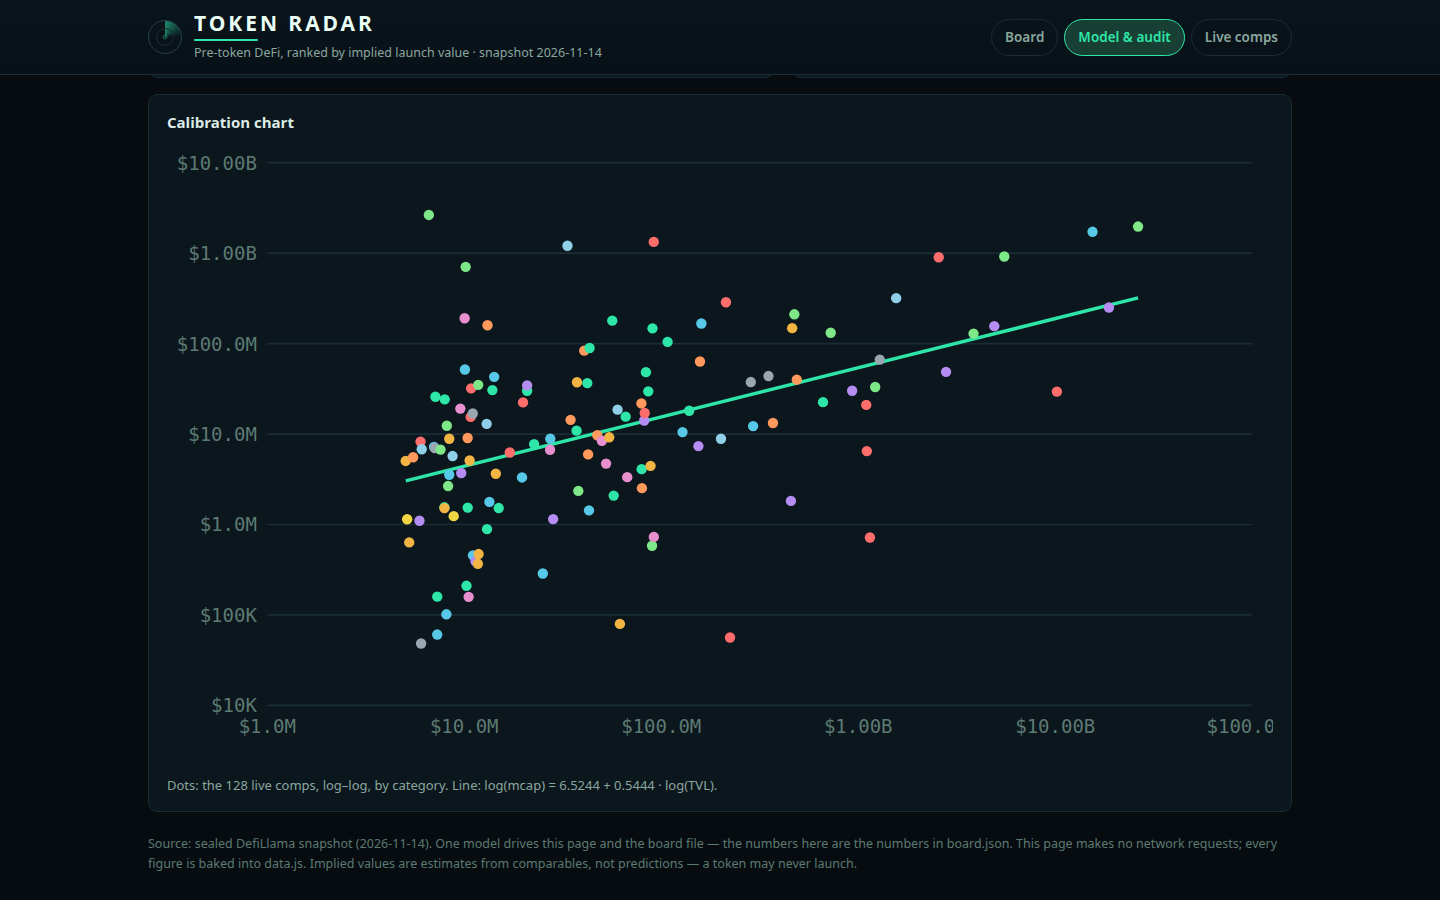 TOKEN RADAR
Pre-token DeFi, ranked by implied launch value · snapshot 2026-11-14
Board
Model & audit
Live comps
Calibration chart
$10.00B
$1.00B
$100.0M
$10.0M
$1.0M
$100K
$10K
$1.0M $10.0M $100.0M $1.00B $10.00B $100.0
Dots: the 128 live comps, log–log, by category. Line: log(mcap) = 6.5244 + 0.5444 · log(TVL).
Source: sealed DefiLlama snapshot (2026-11-14). One model drives this page and the board file — the numbers here are the numbers in board.json. This page makes no network requests; every
figure is baked into data.js. Implied values are estimates from comparables, not predictions — a token may never launch.